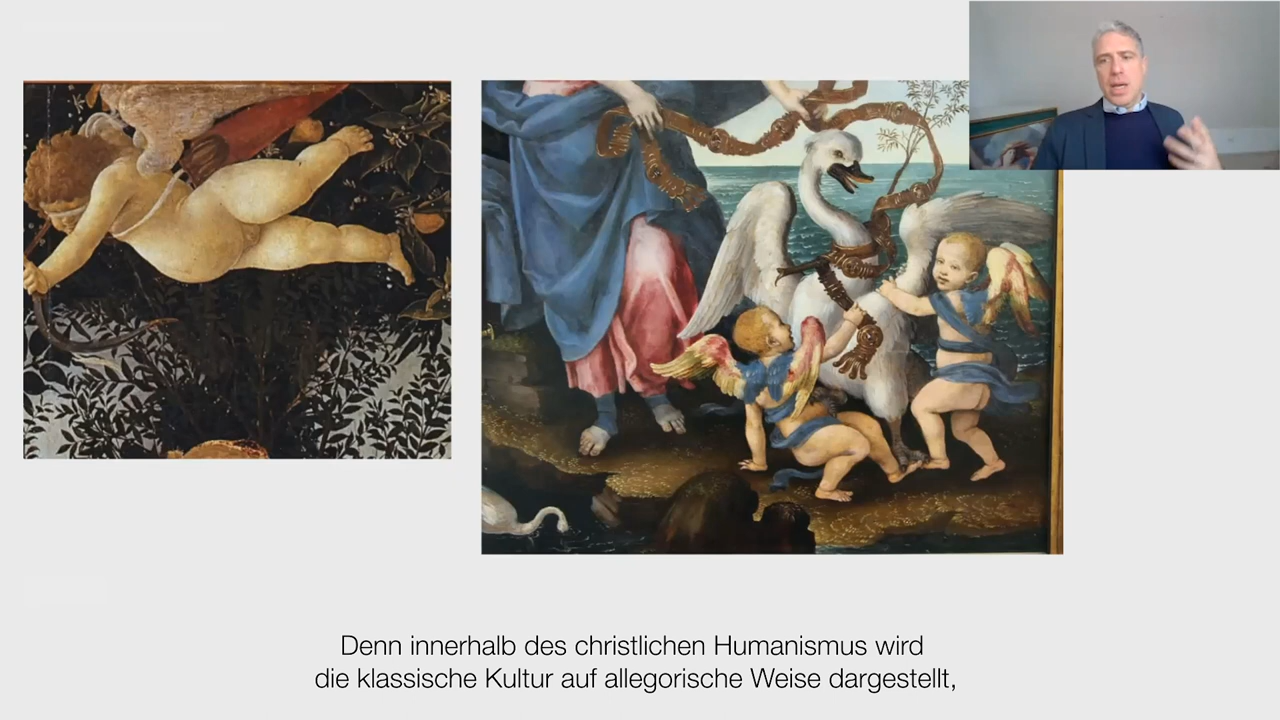 Denn innerhalb des christlichen Humanismus wird
die klassische Kultur auf allegorische Weise dargestellt,